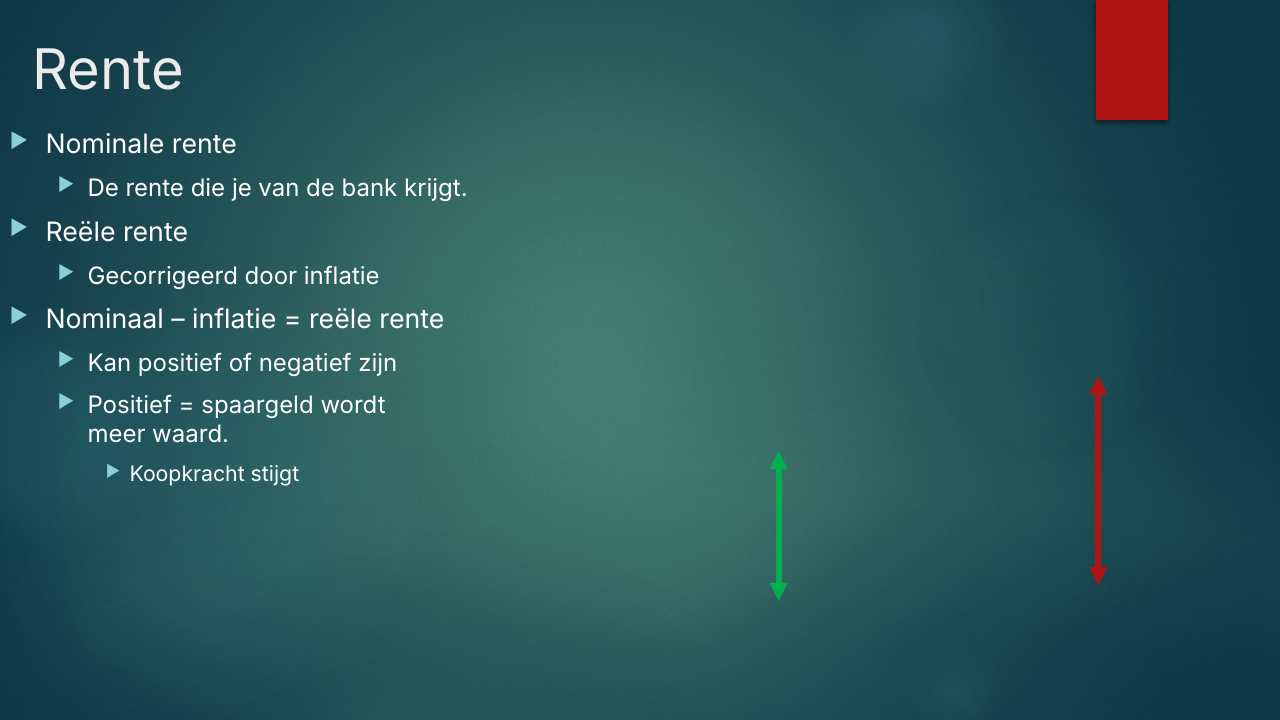 Rente
Nominale rente
De rente die je van de bank krijgt.
Reële rente
Gecorrigeerd door inflatie
Nominaal – inflatie = reële rente
Kan positief of negatief zijn
Positief = spaargeld wordt
meer waard.
Koopkracht stijgt